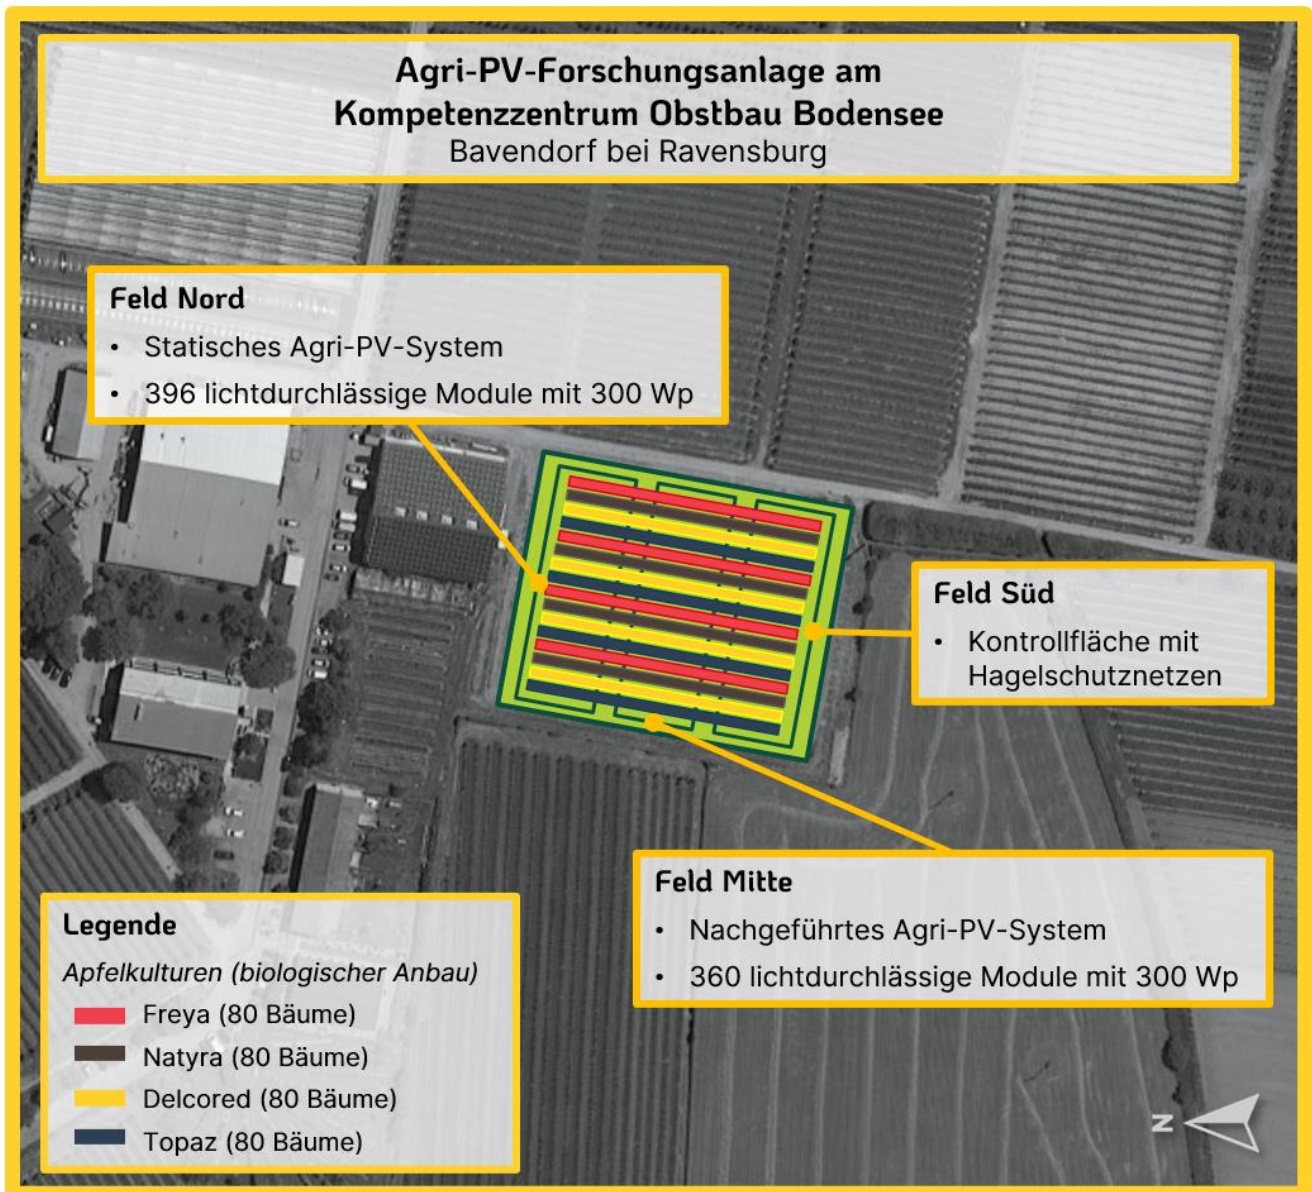 Agri-PV-Forschungsanlage am
Kompetenzzentrum Obstbau Bodensee
Bavendorf bei Ravensburg
Feld Nord
• Statisches Agri-PV-System
• 396 lichtdurchlässige Module mit 300 Wp
Feld Süd
• Kontrollfläche mit
Hagelschutznetzen
Feld Mitte
• Nachgeführtes Agri-PV-System
• 360 lichtdurchlässige Module mit 300 Wp
Legende
Apfelkulturen (biologischer Anbau)
Freya (80 Bäume)
Natyra (80 Bäume)
Delcored (80 Bäume)
Topaz (80 Bäume)
N